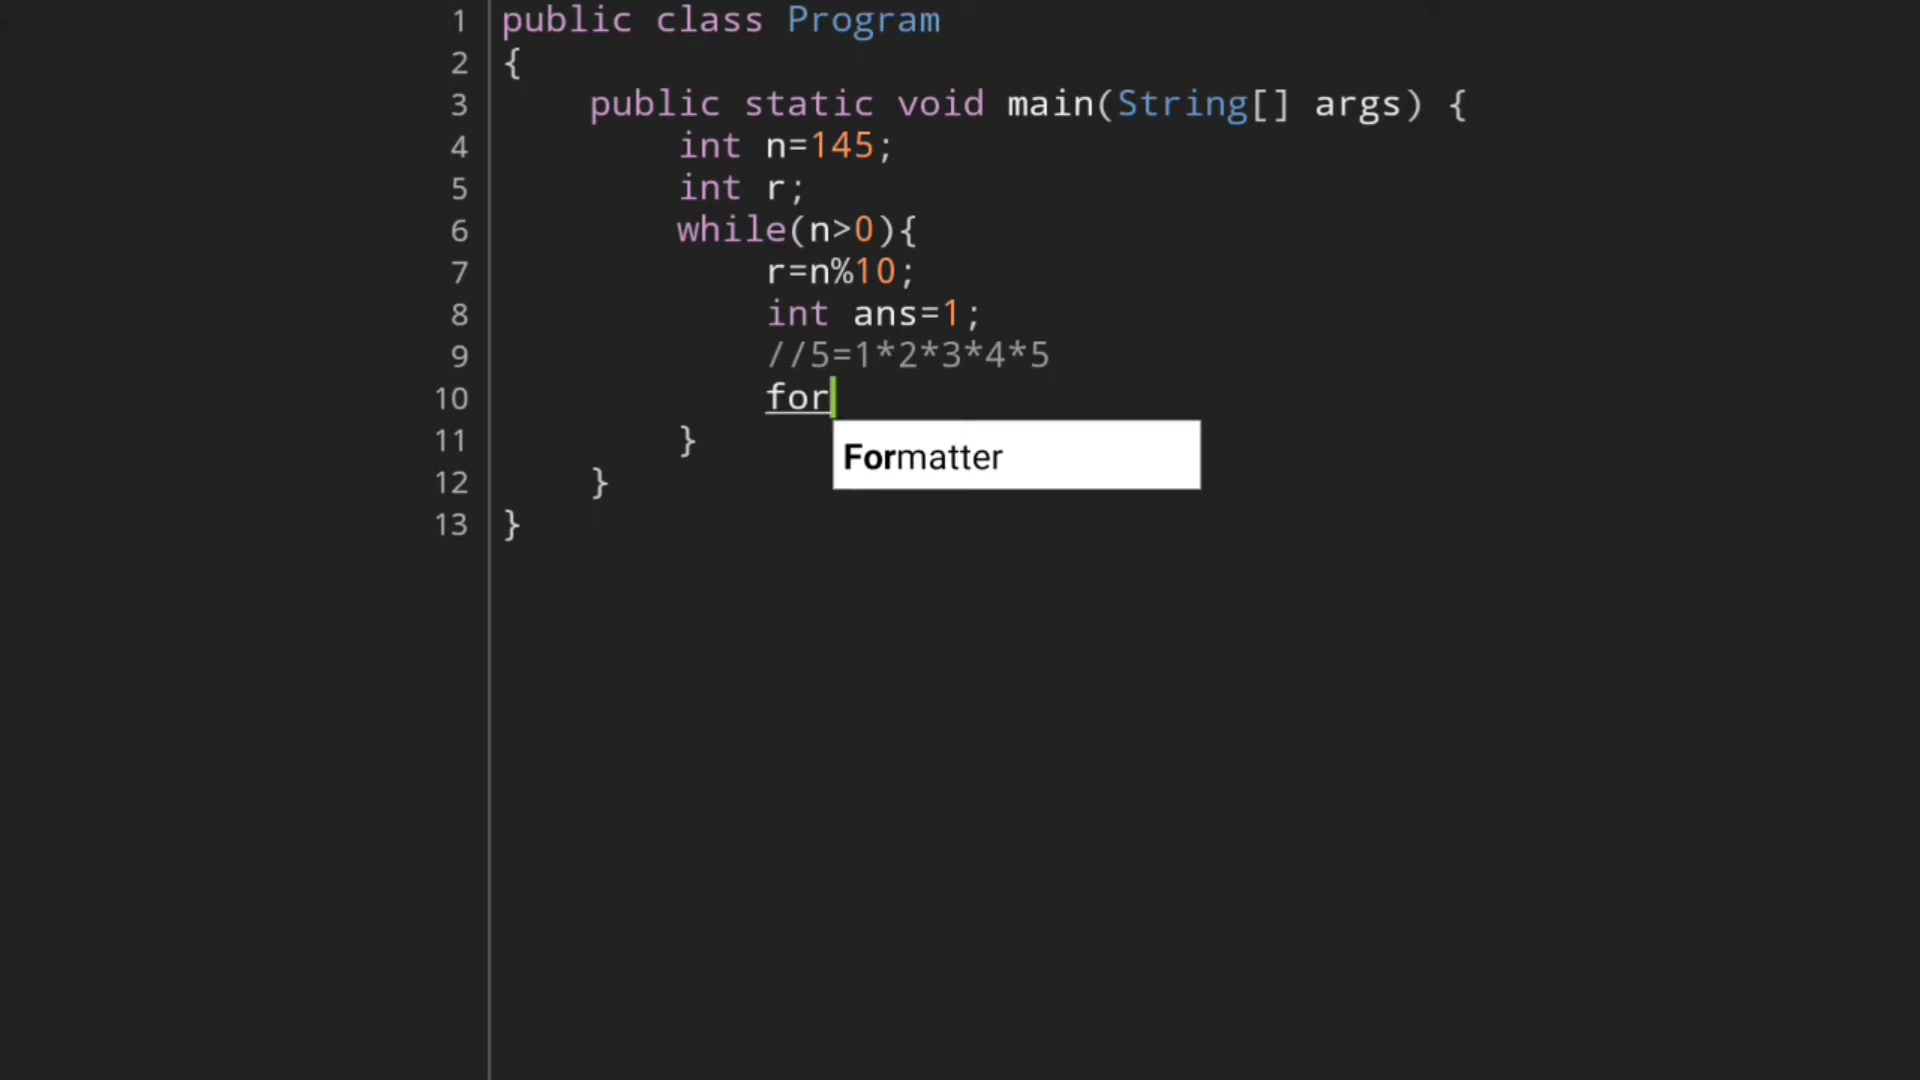 1 public class Program
2 {
3 public static void main(String[] args) {
4 int n=145;
5 int r;
6 while(n>0){
7 r=n%10;
8 int ans=1;
9 //5=1*2*3*4*5
10 for
11 }
Formatter
12 }
13 }